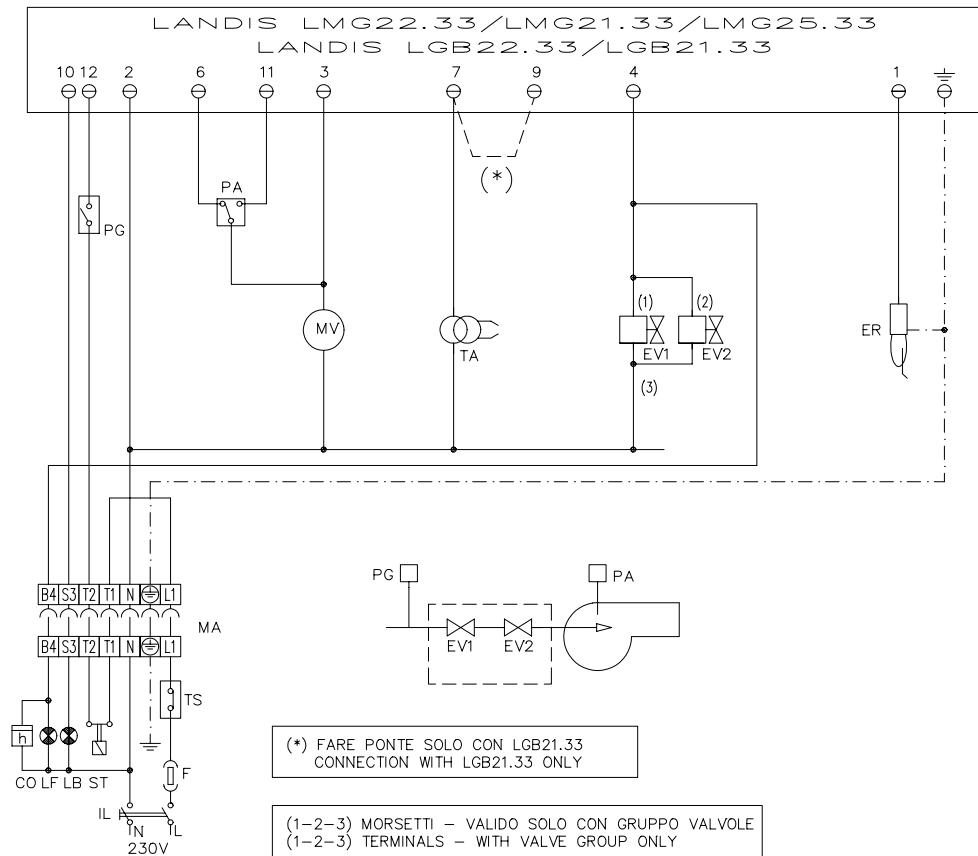 LANDIS LMG22.33/LMG21.33/LMG25.33
LANDIS LGB22.33/LGB21.33
10 12 2 6 11 3 7 9 4 1
(*)
PA
PG
MV
TA
(1) (2)
EV1 EV2
(3)
ER
B4 S3 T2 T1 N L1
MA
B4 S3 T2 T1 N L1
PG PA
EV1 EV2
TS
h
CO LF LB ST
F
IL
N L
230V
(*) FARE PONTE SOLO CON LGB21.33
CONNECTION WITH LGB21.33 ONLY
(1-2-3) MORSETTI - VALIDO SOLO CON GRUPPO VALVOLE
(1-2-3) TERMINALS - WITH VALVE GROUP ONLY